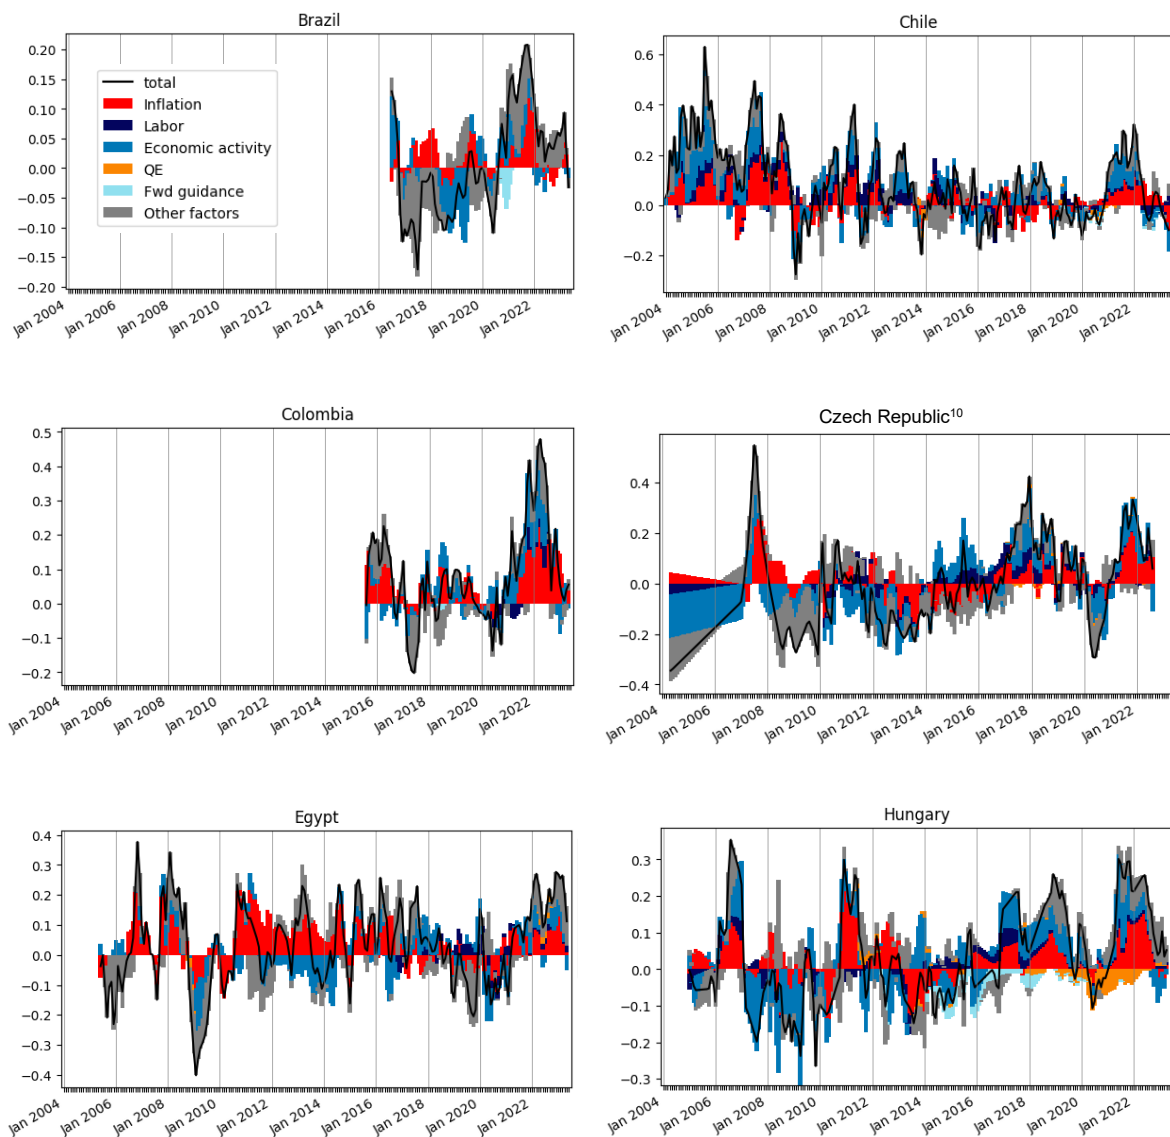 Brazil
0.20
0.15
0.10
0.05
0.00
−0.05
−0.10
−0.15
−0.20
total
Inflation
Labor
Economic activity
QE
Fwd guidance
Other factors
Jan 2004
Jan 2006
Jan 2008
Jan 2010
Jan 2012
Jan 2014
Jan 2016
Jan 2018
Jan 2020
Jan 2022
Chile
0.6
0.4
0.2
0.0
−0.2
Jan 2004
Jan 2006
Jan 2008
Jan 2010
Jan 2012
Jan 2014
Jan 2016
Jan 2018
Jan 2020
Jan 2022
Colombia
0.5
0.4
0.3
0.2
0.1
0.0
−0.1
−0.2
Jan 2004
Jan 2006
Jan 2008
Jan 2010
Jan 2012
Jan 2014
Jan 2016
Jan 2018
Jan 2020
Jan 2022
Czech Republic¹⁰
0.4
0.2
0.0
−0.2
−0.4
Jan 2004
Jan 2006
Jan 2008
Jan 2010
Jan 2012
Jan 2014
Jan 2016
Jan 2018
Jan 2020
Jan 2022
Egypt
0.4
0.3
0.2
0.1
0.0
−0.1
−0.2
−0.3
−0.4
Jan 2004
Jan 2006
Jan 2008
Jan 2010
Jan 2012
Jan 2014
Jan 2016
Jan 2018
Jan 2020
Jan 2022
Hungary
0.3
0.2
0.1
0.0
−0.1
−0.2
−0.3
Jan 2004
Jan 2006
Jan 2008
Jan 2010
Jan 2012
Jan 2014
Jan 2016
Jan 2018
Jan 2020
Jan 2022